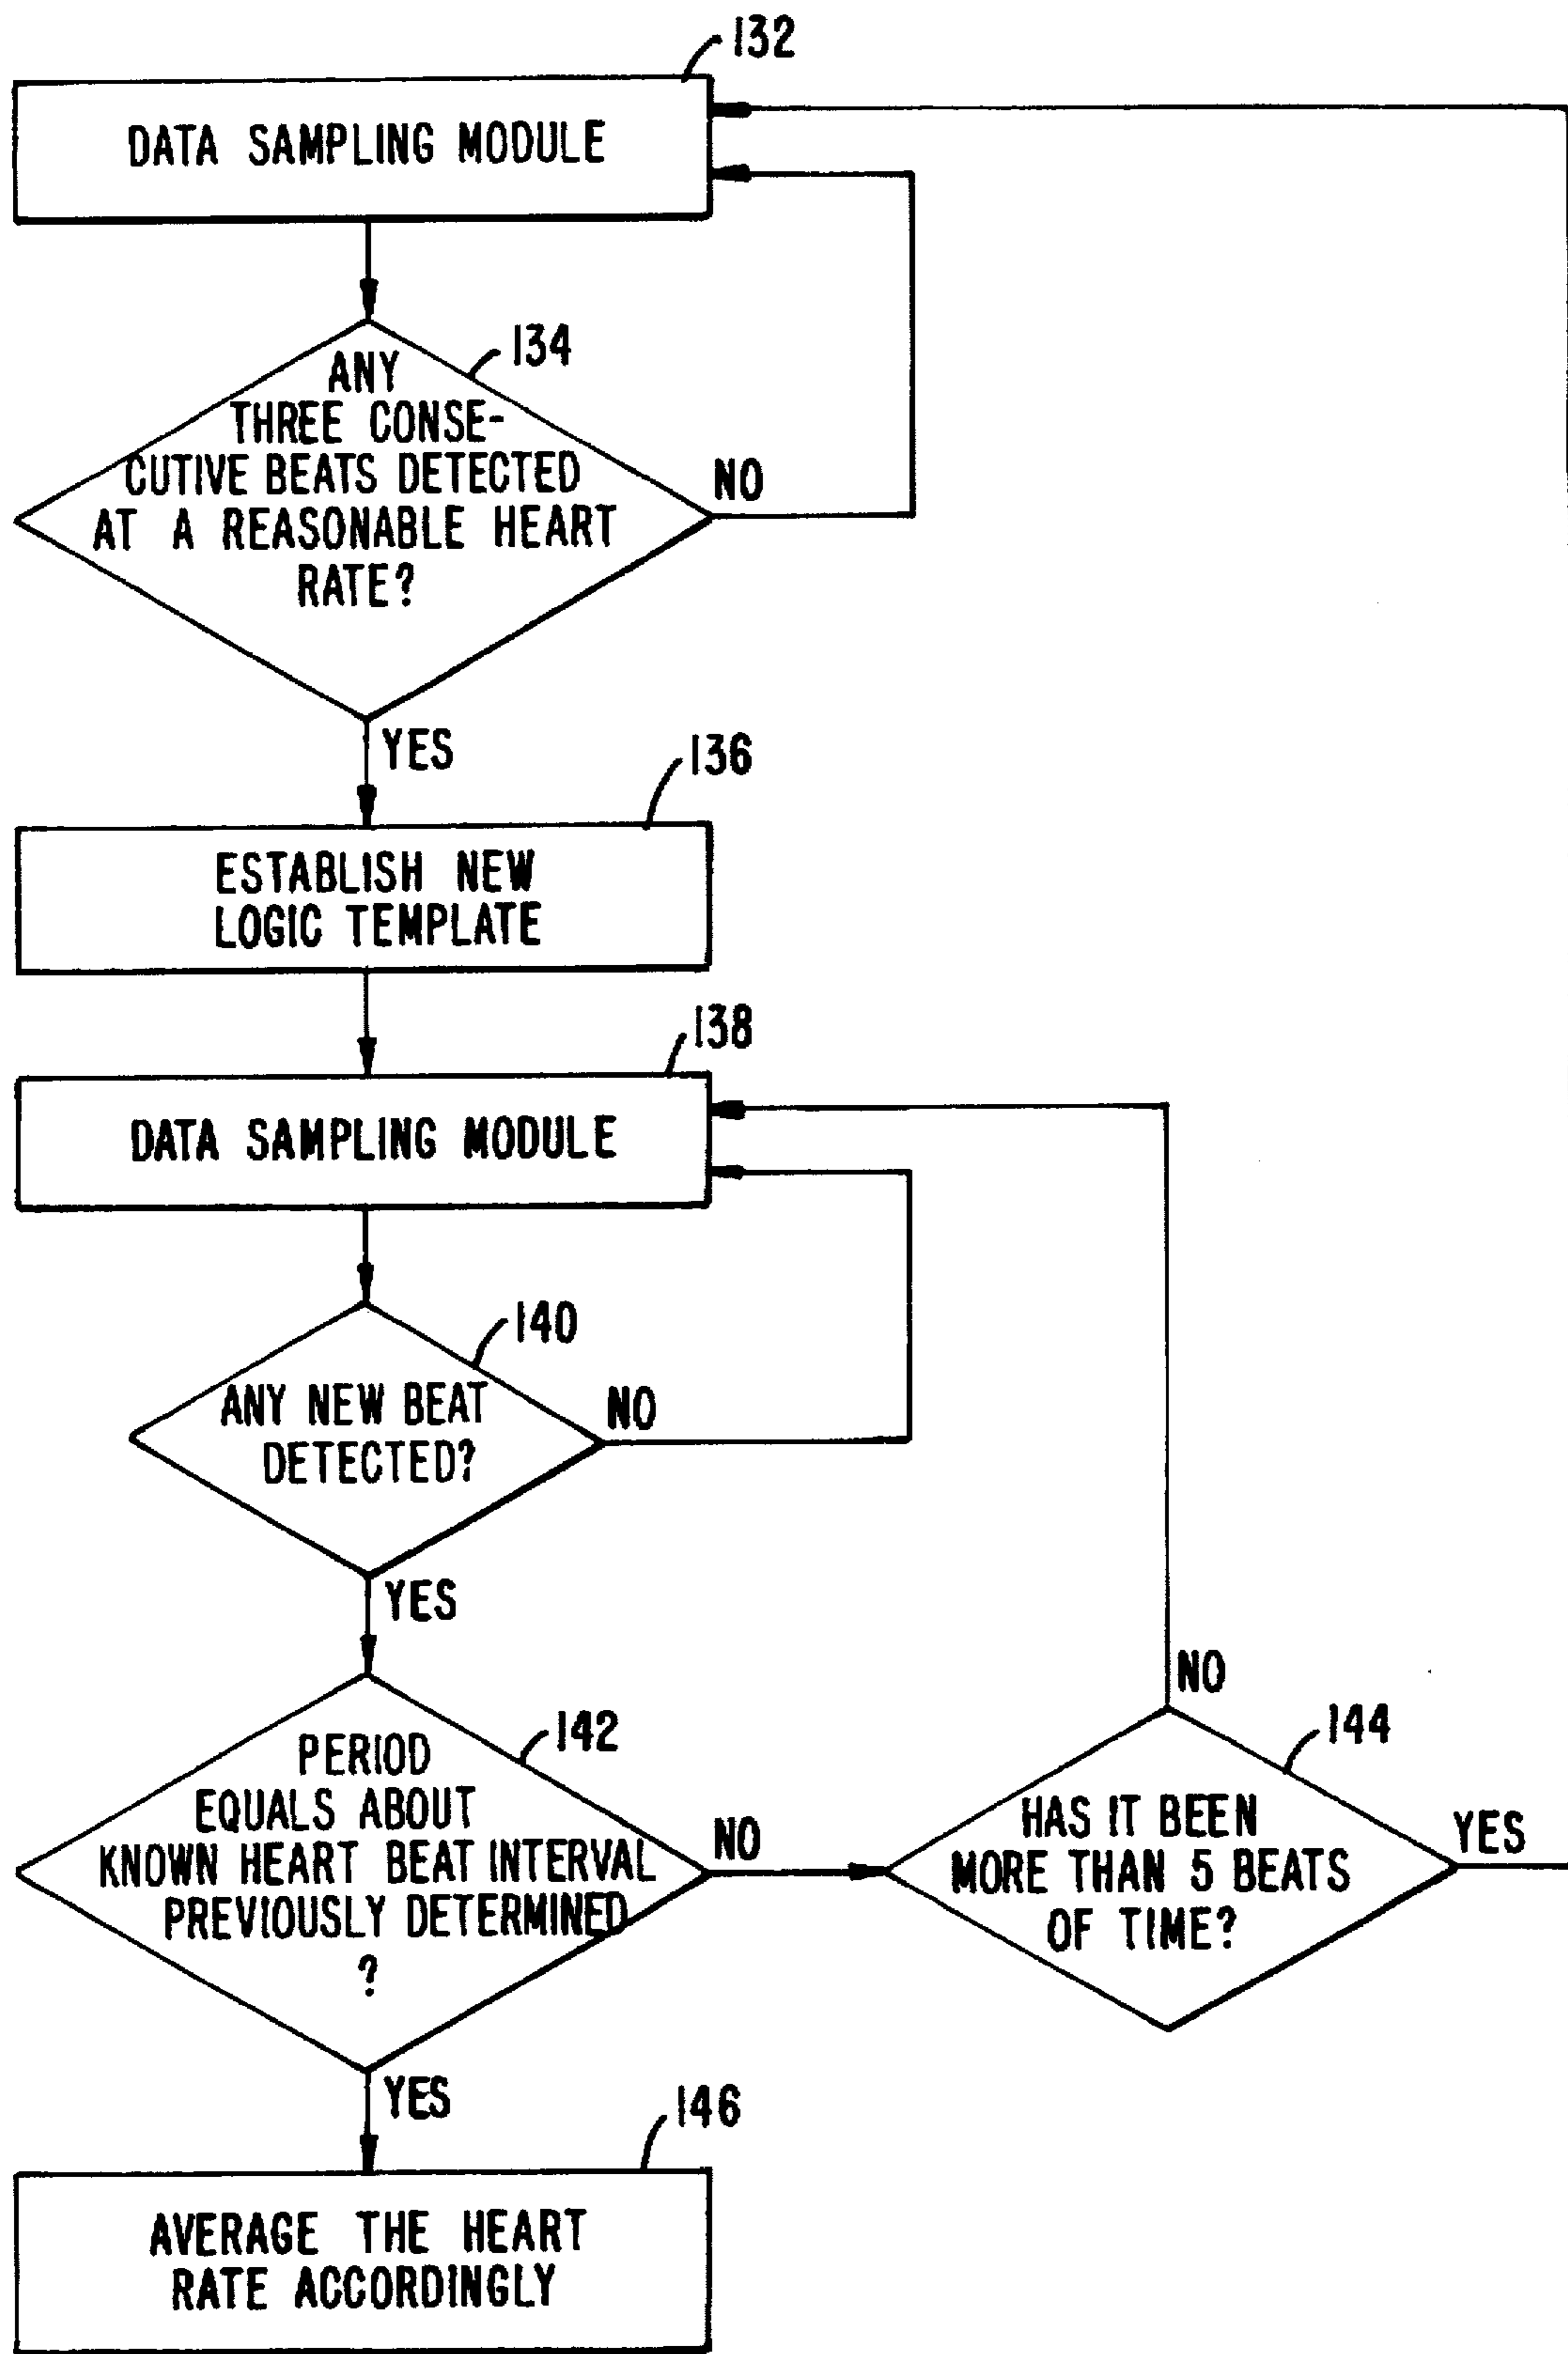 132
DATA SAMPLING MODULE
134
ANY
THREE CONSE-
CUTIVE BEATS DETECTED
AT A REASONABLE HEART
RATE?
NO
YES
136
ESTABLISH NEW
LOGIC TEMPLATE
138
DATA SAMPLING MODULE
140
ANY NEW BEAT
DETECTED?
NO
YES
142
PERIOD
EQUALS ABOUT
KNOWN HEART BEAT INTERVAL
PREVIOUSLY DETERMINED
?
NO
YES
NO
144
HAS IT BEEN
MORE THAN 5 BEATS
OF TIME?
YES
146
AVERAGE THE HEART
RATE ACCORDINGLY